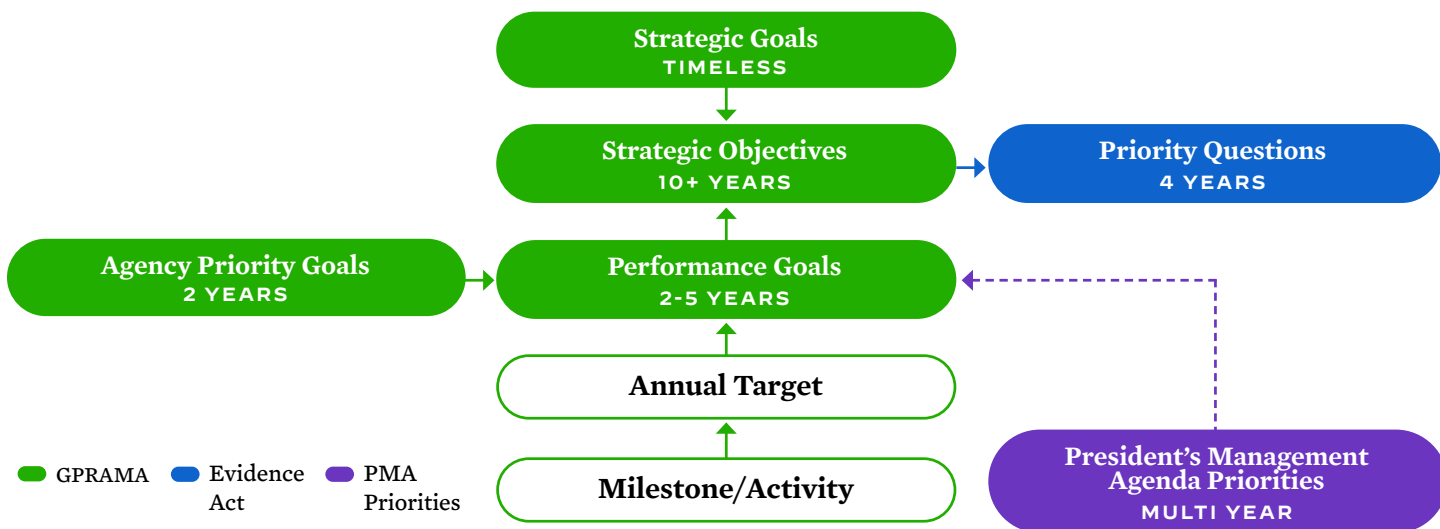 Strategic Goals
TIMELESS
Strategic Objectives
10+ YEARS
Priority Questions
4 YEARS
Agency Priority Goals
2 YEARS
Performance Goals
2-5 YEARS
Annual Target
Milestone/Activity
President’s Management
Agenda Priorities
MULTI YEAR
GPRAMA
Evidence
Act
PMA
Priorities